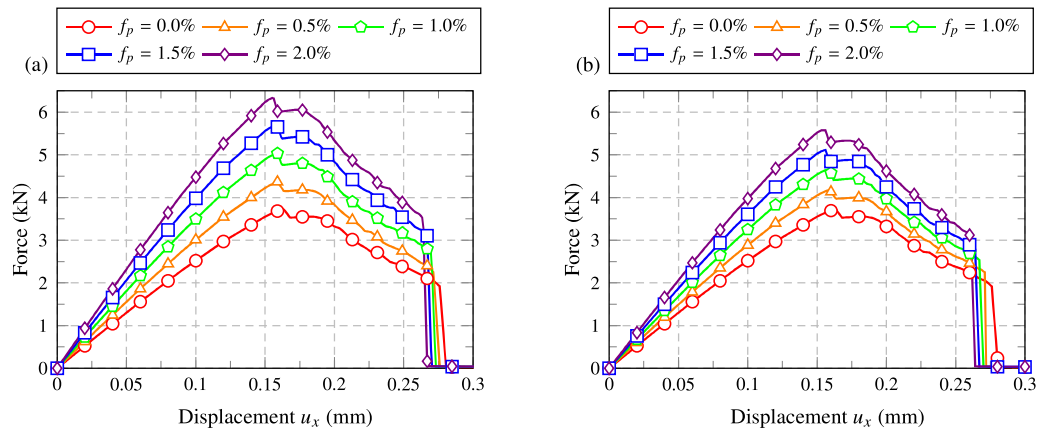 f_p = 0.0% f_p = 0.5% f_p = 1.0%
f_p = 1.5% f_p = 2.0%
(a)
6
5
4
3
2
1
0
0 0.05 0.1 0.15 0.2 0.25 0.3
Force (kN)
Displacement u_x (mm)
f_p = 0.0% f_p = 0.5% f_p = 1.0%
f_p = 1.5% f_p = 2.0%
(b)
6
5
4
3
2
1
0
0 0.05 0.1 0.15 0.2 0.25 0.3
Force (kN)
Displacement u_x (mm)